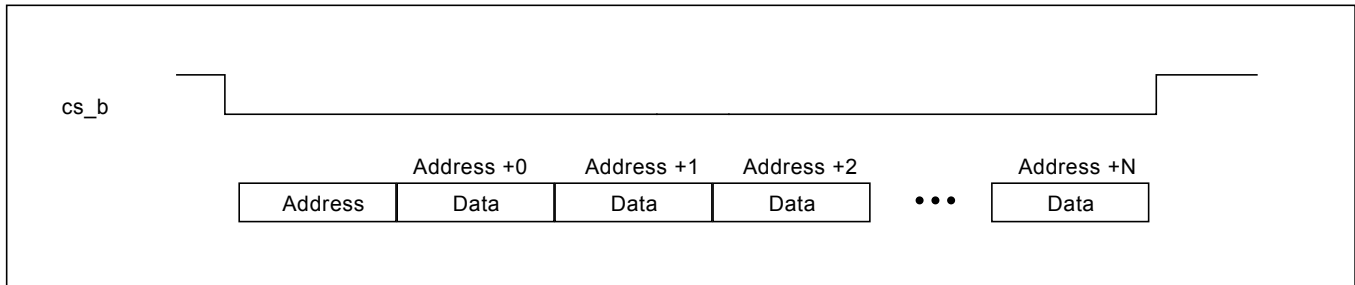 cs_b
Address +0 Address +1 Address +2 Address +N
Address Data Data Data ••• Data